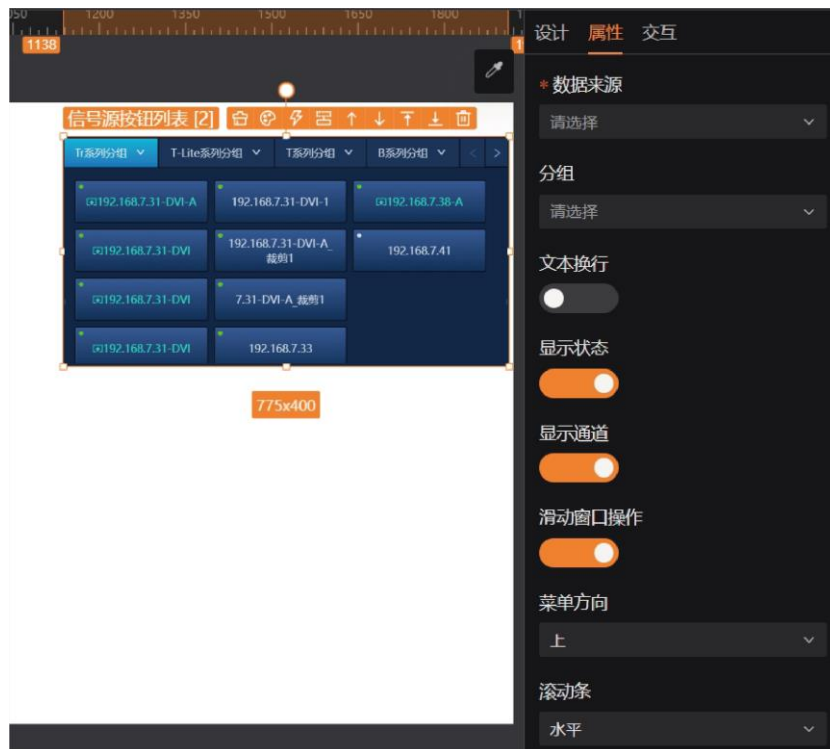 1200 1350 1500 1650 1800
1138
设计 属性 交互
* 数据来源
请选择
信号源按钮列表 [2]
Tr系列分组 T-Lite系列分组 T系列分组 B系列分组 < >
192.168.7.31-DVI-A 192.168.7.31-DVI-1 192.168.7.38-A
192.168.7.31-DVI 192.168.7.31-DVI-A_
裁剪1 192.168.7.41
192.168.7.31-DVI 7.31-DVI-A_裁剪1
192.168.7.31-DVI 192.168.7.33
775x400
分组
请选择
文本换行
显示状态
显示通道
滑动窗口操作
菜单方向
上
滚动条
水平